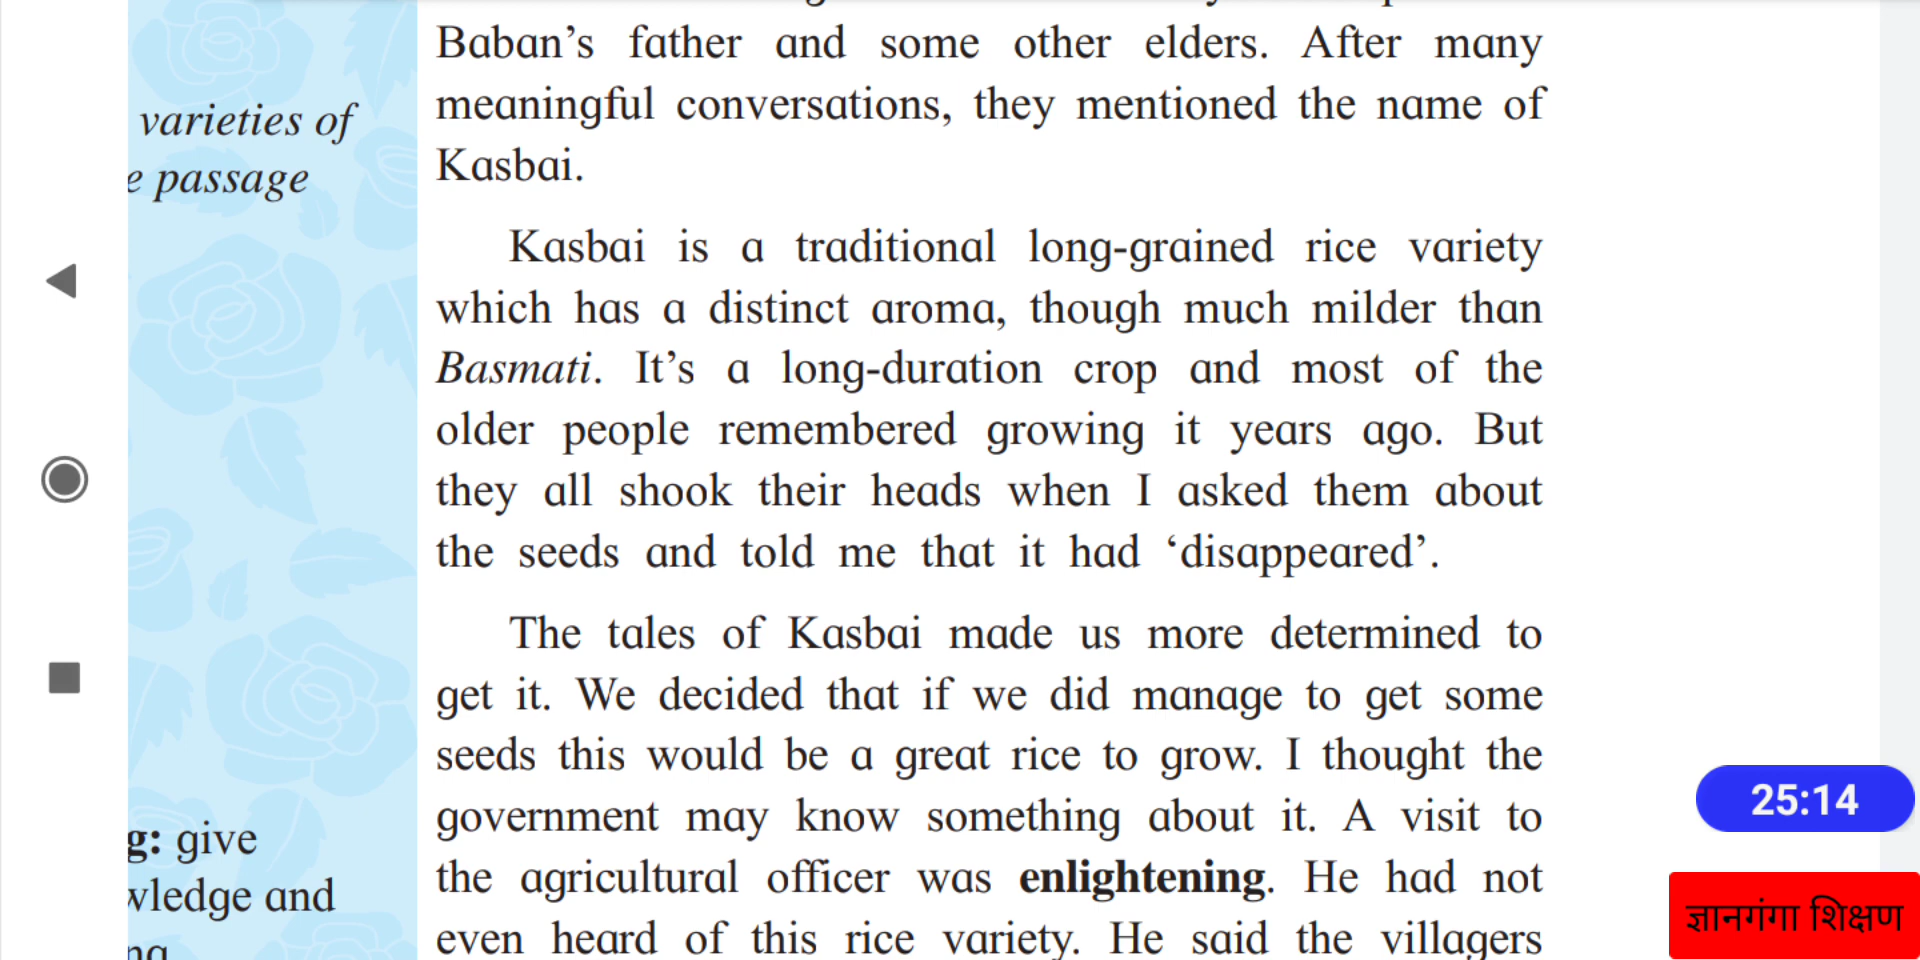 varieties of
e passage
g: give
wledge and
Baban's father and some other elders. After many
meaningful conversations, they mentioned the name of
Kasbai.
Kasbai is a traditional long-grained rice variety
which has a distinct aroma, though much milder than
Basmati. It's a long-duration crop and most of the
older people remembered growing it years ago. But
they all shook their heads when I asked them about
the seeds and told me that it had ‘disappeared’.
The tales of Kasbai made us more determined to
get it. We decided that if we did manage to get some
seeds this would be a great rice to grow. I thought the
government may know something about it. A visit to
the agricultural officer was enlightening. He had not
even heard of this rice variety. He said the villagers
25:14
ज्ञानगंगा शिक्षण